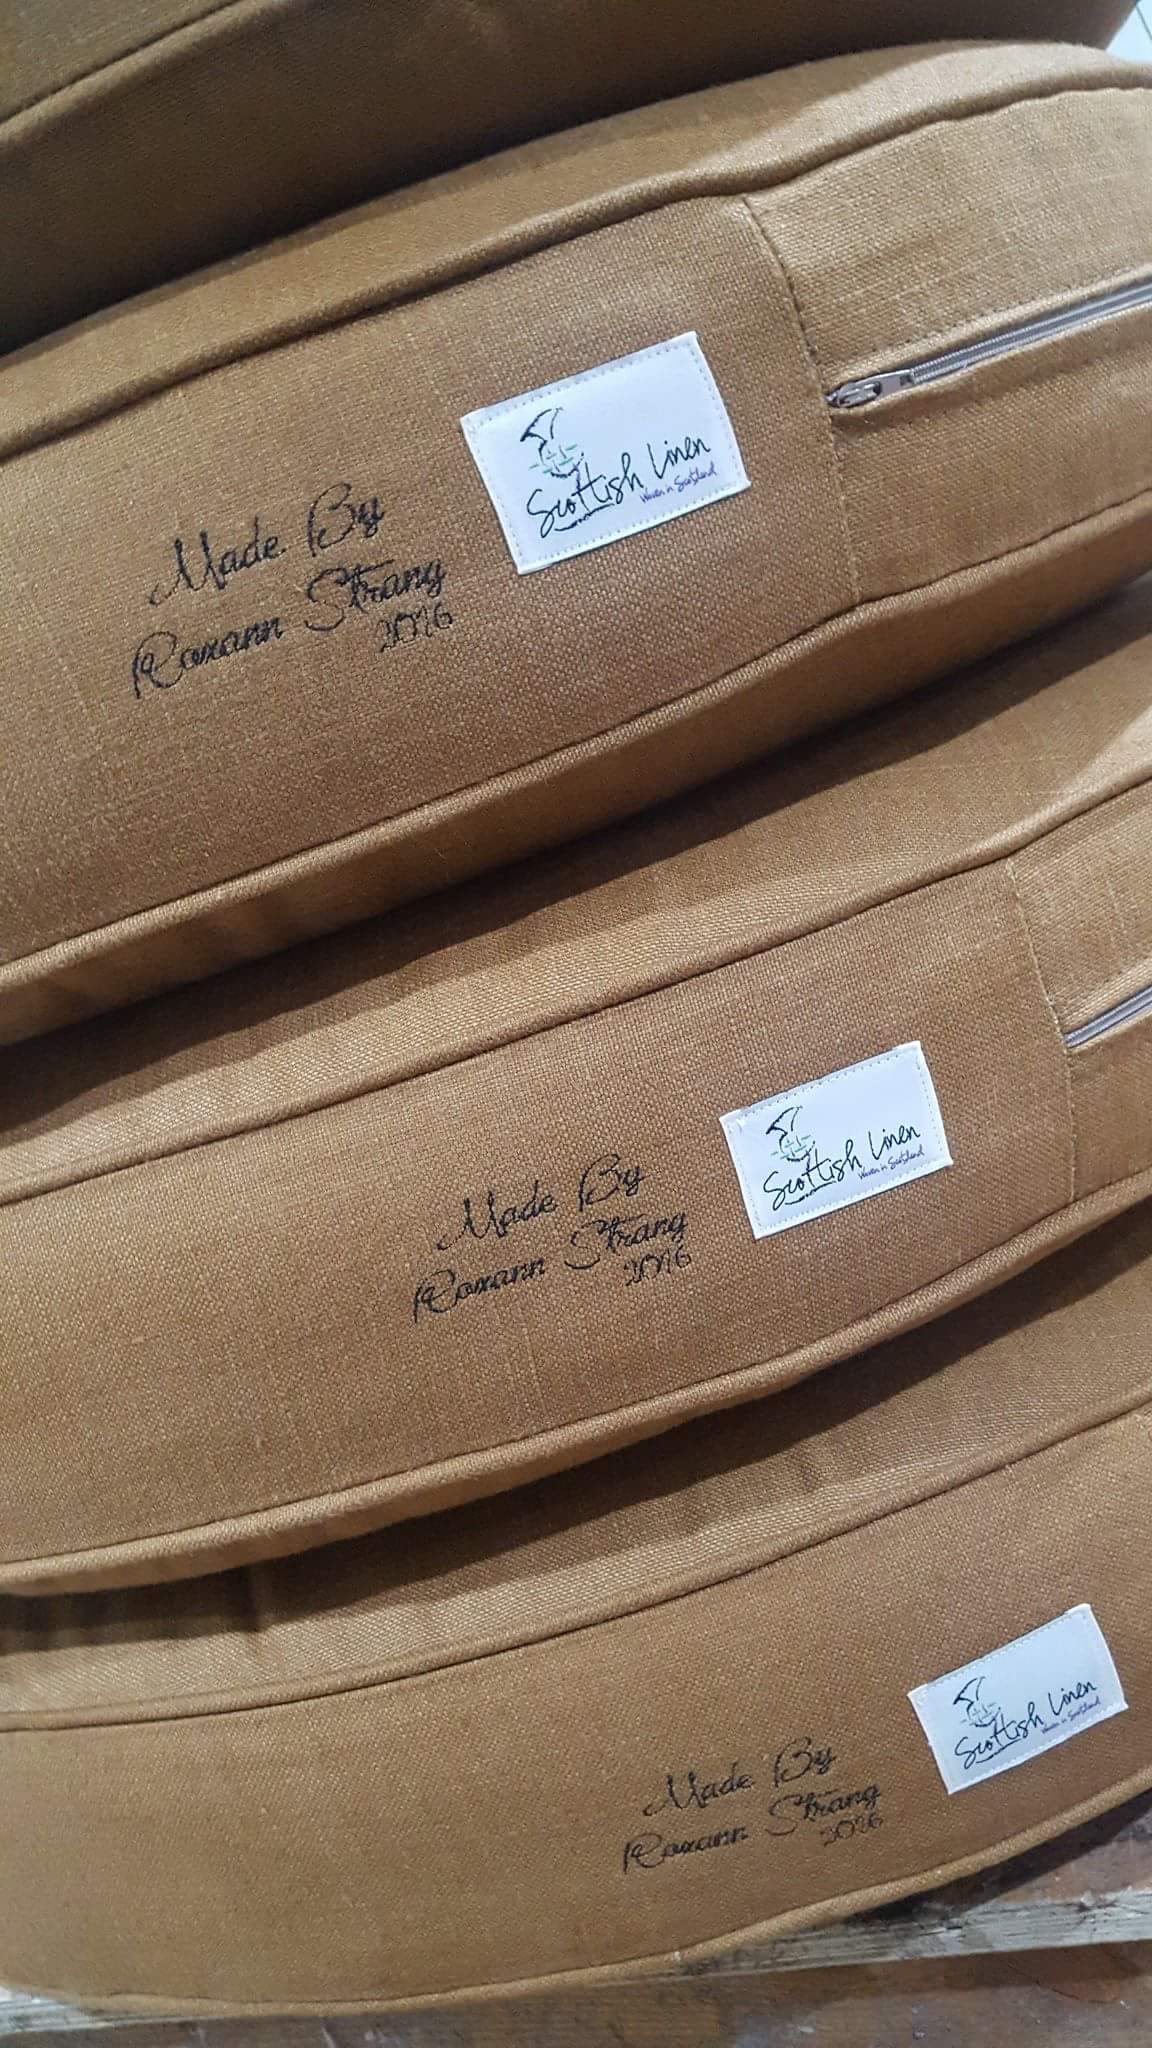 Scottish Linen
Woven in Scotland
Made By
Roxann Strang
2016
Scottish Linen
Woven in Scotland
Made By
Roxann Strang
2016
Scottish Linen
Woven in Scotland
Made By
Roxann Strang
2016